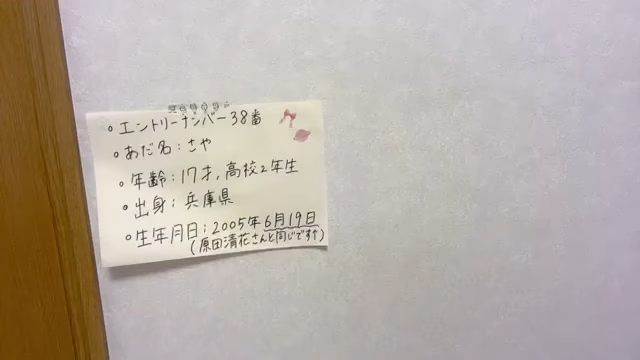 ○ エントリーナンバー38番
○ あだ名：さや
○ 年齢：17才，高校2年生
○ 出身：兵庫県
○ 生年月日：2005年6月19日
(原田清花さんと同じです↑)